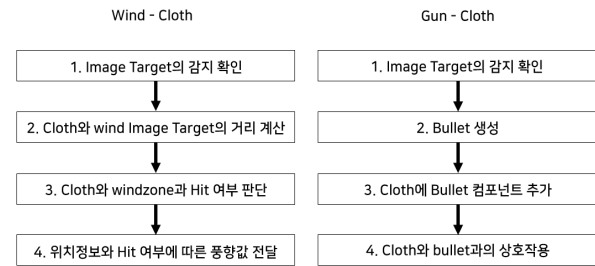 Wind - Cloth
1. Image Target의 감지 확인
2. Cloth와 wind Image Target의 거리 계산
3. Cloth와 windzone과 Hit 여부 판단
4. 위치정보와 Hit 여부에 따른 풍향값 전달
Gun - Cloth
1. Image Target의 감지 확인
2. Bullet 생성
3. Cloth에 Bullet 컴포넌트 추가
4. Cloth와 bullet과의 상호작용